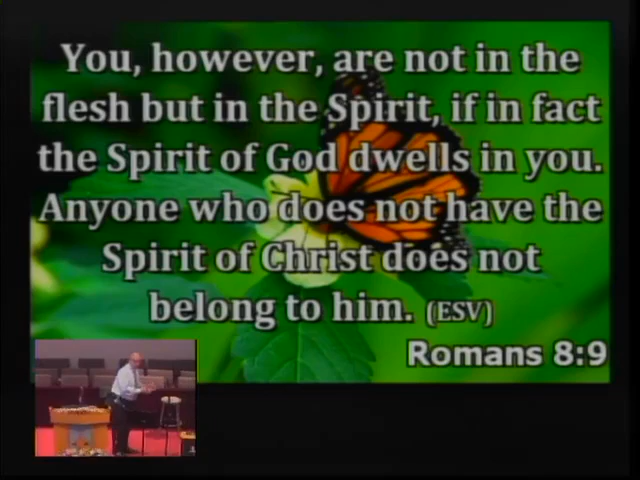 You, however, are not in the
flesh but in the Spirit, if in fact
the Spirit of God dwells in you.
Anyone who does not have the
Spirit of Christ does not
belong to him. (ESV)
Romans 8:9